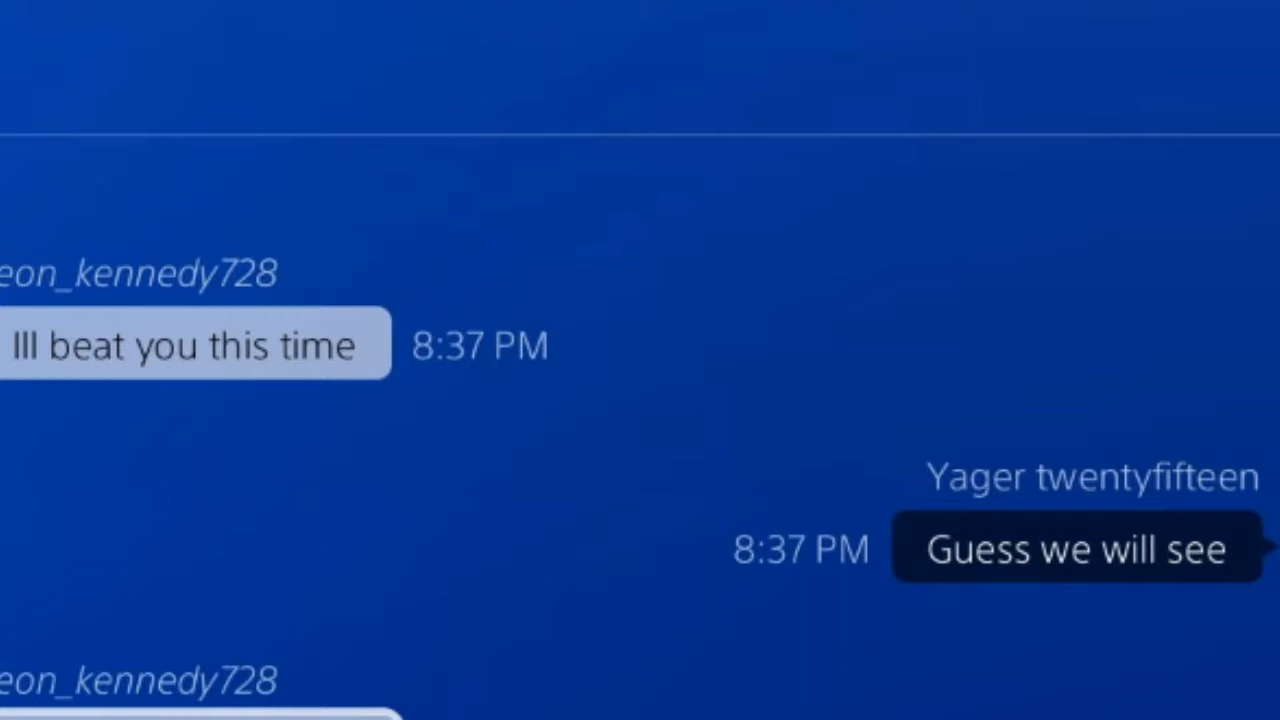 eon_kennedy728
Ill beat you this time 8:37 PM
Yager twentyfifteen
8:37 PM Guess we will see
eon_kennedy728